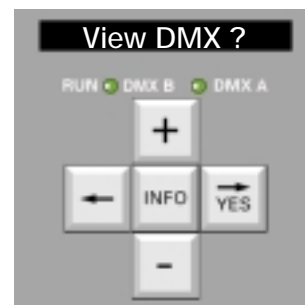 View DMX ?
RUN DMX B DMX A
+
← INFO → YES
-